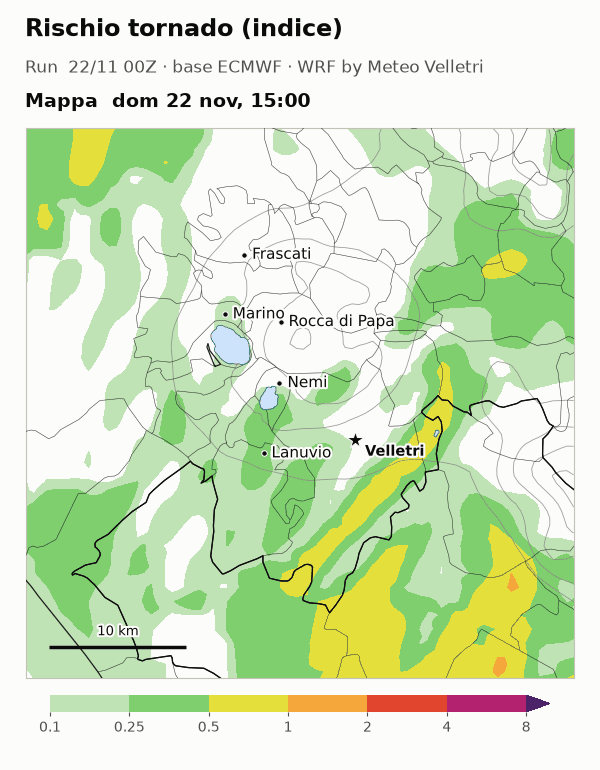 Rischio tornado (indice)
Run  22/11 00Z · base ECMWF · WRF by Meteo Velletri
Mappa  dom 22 nov, 15:00
Frascati
Marino
Rocca di Papa
Nemi
Velletri
Lanuvio
10 km
0.1 0.25 0.5 1 2 4 8